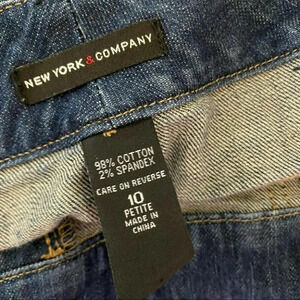 NEW YORK & COMPANY
98% COTTON
2% SPANDEX
CARE ON REVERSE
10
PETITE
MADE IN
CHINA